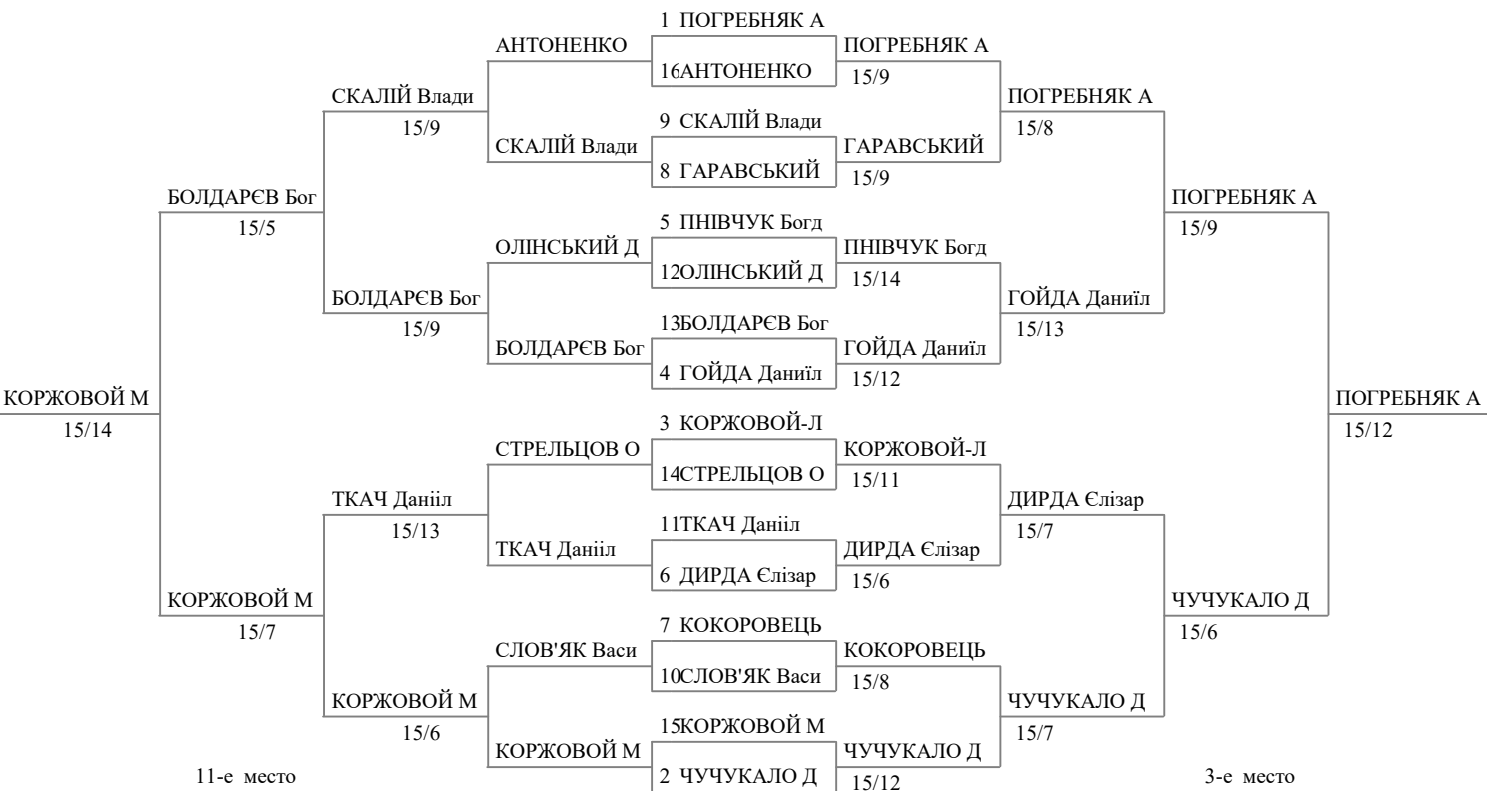 1 ПОГРЕБНЯК А
АНТОНЕНКО
ПОГРЕБНЯК А
16АНТОНЕНКО
15/9
СКАЛІЙ Влади
ПОГРЕБНЯК А
15/9
9 СКАЛІЙ Влади
15/8
СКАЛІЙ Влади
ГАРАВСЬКИЙ
8 ГАРАВСЬКИЙ
15/9
БОЛДАРЄВ Бог
ПОГРЕБНЯК А
15/5
5 ПНІВЧУК Богд
15/9
ОЛІНСЬКИЙ Д
ПНІВЧУК Богд
12ОЛІНСЬКИЙ Д
15/14
БОЛДАРЄВ Бог
ГОЙДА Даниїл
15/9
13БОЛДАРЄВ Бог
15/13
БОЛДАРЄВ Бог
ГОЙДА Даниїл
4 ГОЙДА Даниїл
15/12
КОРЖОВОЙ М
ПОГРЕБНЯК А
15/14
3 КОРЖОВОЙ-Л
15/12
СТРЕЛЬЦОВ О
КОРЖОВОЙ-Л
14СТРЕЛЬЦОВ О
15/11
ТКАЧ Данііл
ДИРДА Єлізар
15/13
11ТКАЧ Данііл
15/7
ТКАЧ Данііл
ДИРДА Єлізар
6 ДИРДА Єлізар
15/6
КОРЖОВОЙ М
ЧУЧУКАЛО Д
15/7
7 КОКОРОВЕЦЬ
15/6
СЛОВ'ЯК Васи
КОКОРОВЕЦЬ
10СЛОВ'ЯК Васи
15/8
КОРЖОВОЙ М
ЧУЧУКАЛО Д
15/6
15КОРЖОВОЙ М
15/7
КОРЖОВОЙ М
ЧУЧУКАЛО Д
11-е место
2 ЧУЧУКАЛО Д
15/12
3-е место